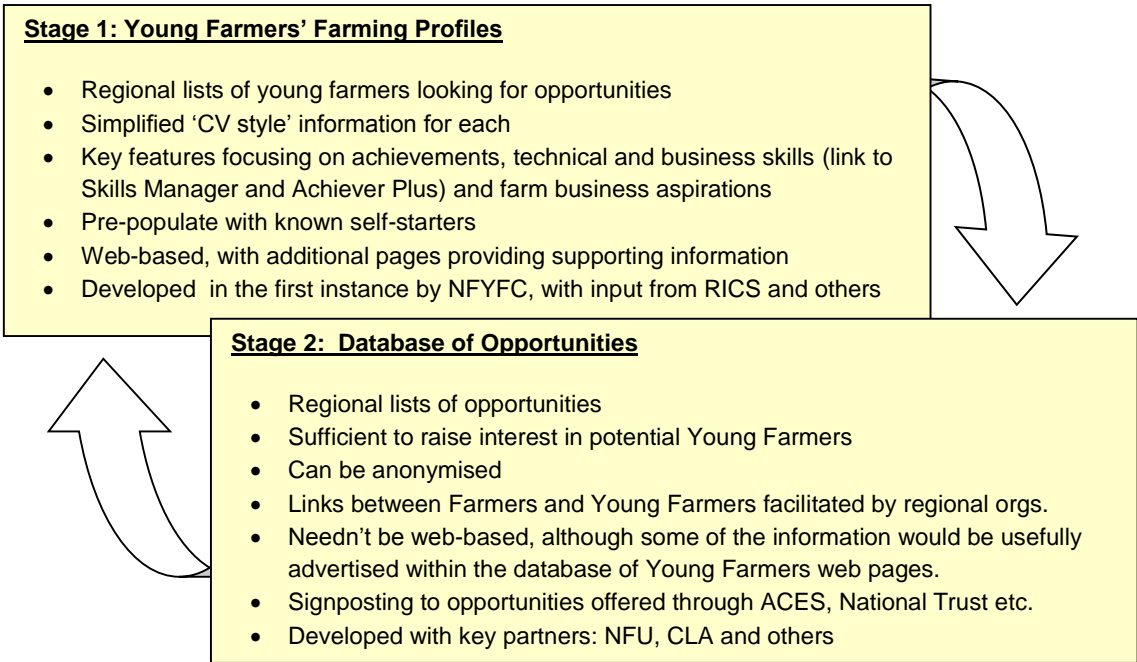 Stage 1: Young Farmers’ Farming Profiles
• Regional lists of young farmers looking for opportunities
• Simplified ‘CV style’ information for each
• Key features focusing on achievements, technical and business skills (link to
Skills Manager and Achiever Plus) and farm business aspirations
• Pre-populate with known self-starters
• Web-based, with additional pages providing supporting information
• Developed in the first instance by NFYFC, with input from RICS and others
Stage 2: Database of Opportunities
• Regional lists of opportunities
• Sufficient to raise interest in potential Young Farmers
• Can be anonymised
• Links between Farmers and Young Farmers facilitated by regional orgs.
• Needn’t be web-based, although some of the information would be usefully
advertised within the database of Young Farmers web pages.
• Signposting to opportunities offered through ACES, National Trust etc.
• Developed with key partners: NFU, CLA and others